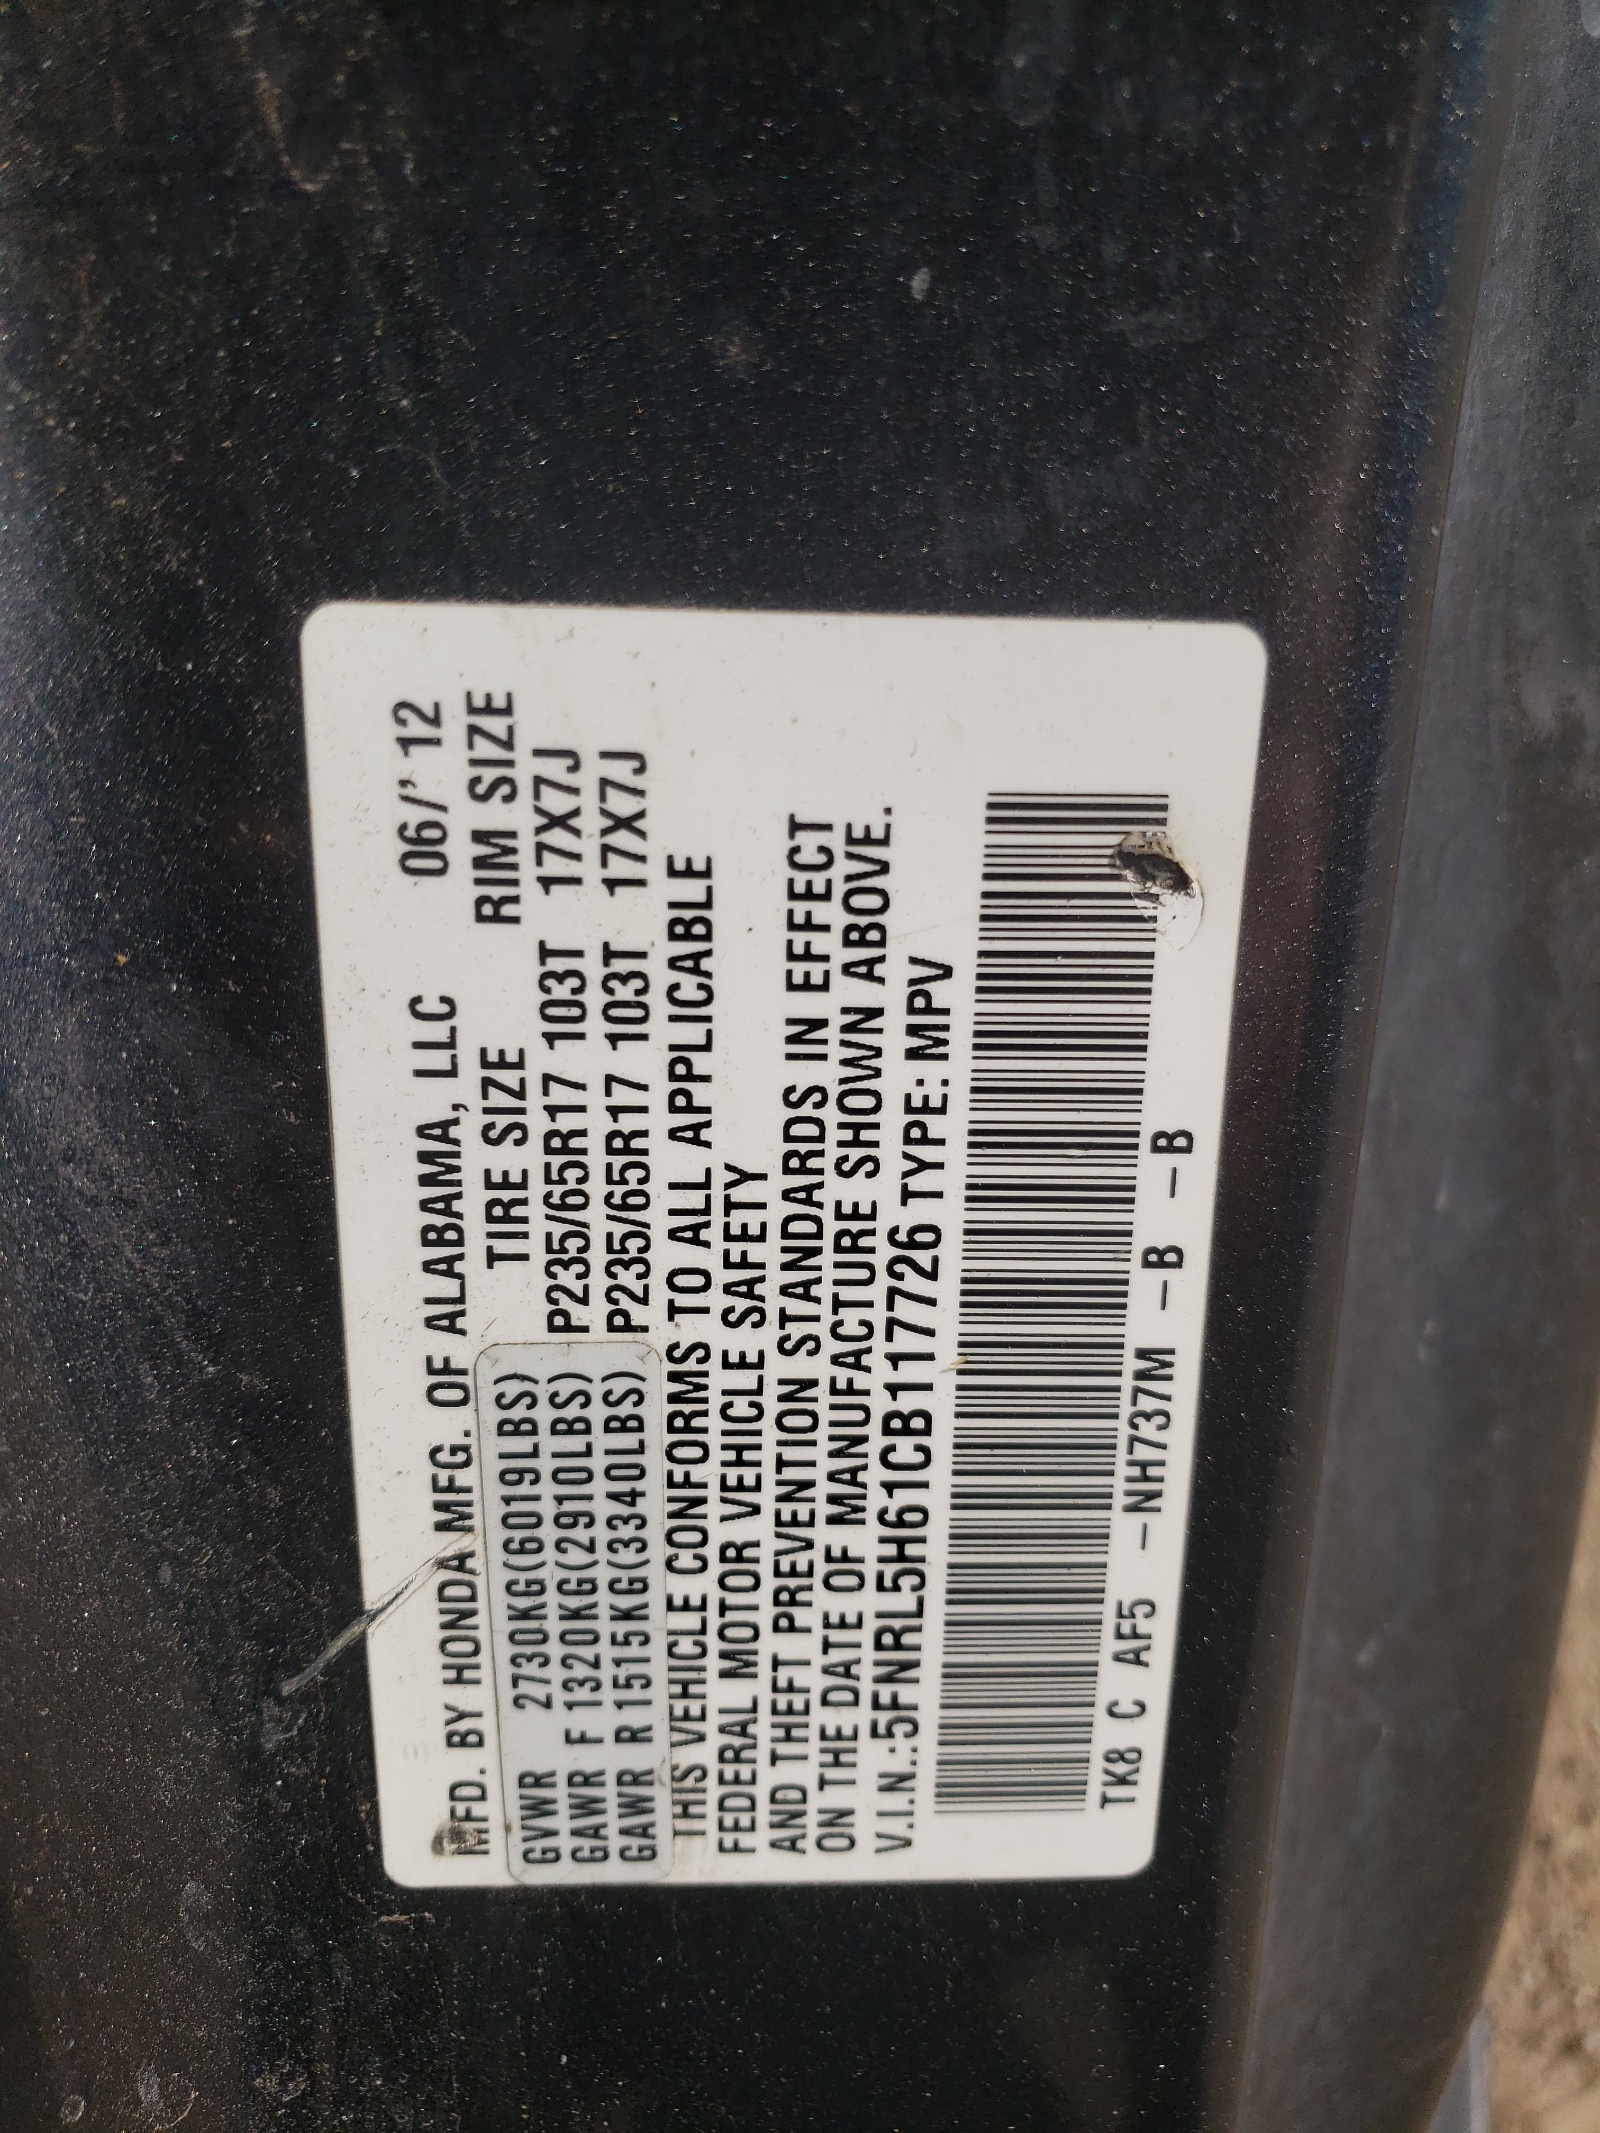 MFD. BY HONDA MFG. OF ALABAMA, LLC 06/'12
TIRE SIZE RIM SIZE
GVWR 2730KG(6019LBS)
GAWR F 1320KG(2910LBS) P235/65R17 103T 17X7J
GAWR R 1515KG(3340LBS) P235/65R17 103T 17X7J
THIS VEHICLE CONFORMS TO ALL APPLICABLE
FEDERAL MOTOR VEHICLE SAFETY
AND THEFT PREVENTION STANDARDS IN EFFECT
ON THE DATE OF MANUFACTURE SHOWN ABOVE.
V.I.N.:5FNRL5H61CB117726 TYPE: MPV
TK8 C AF5 –NH737M –B –B